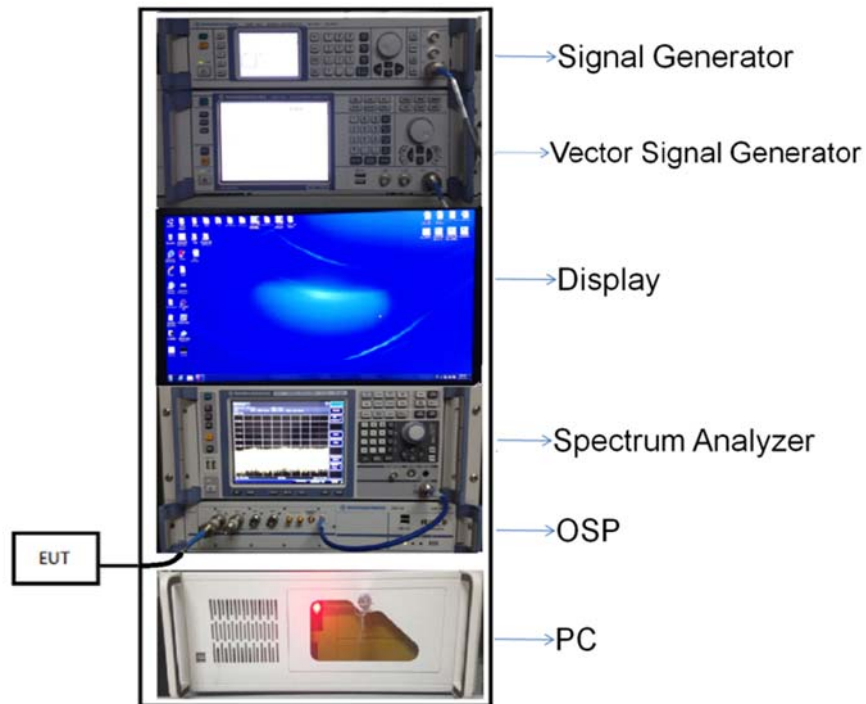 Signal Generator
Vector Signal Generator
Display
Spectrum Analyzer
OSP
EUT
PC